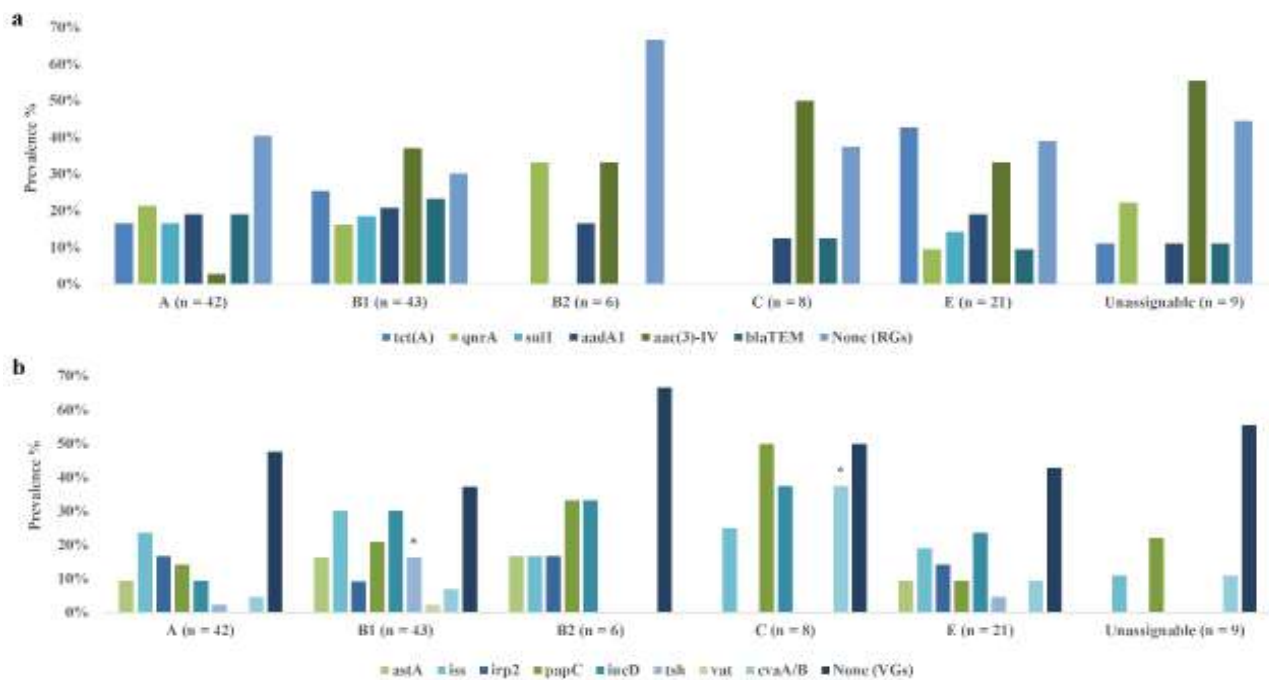 a
70%
60%
50%
40%
30%
20%
10%
0%
Prevalence %
A (n = 42) B1 (n = 43) B2 (n = 6) C (n = 8) E (n = 21) Unassignable (n = 9)
tet(A) qnrA sul1 aadA1 aac(3)-IV blaTEM None (RGs)
b
70%
60%
50%
40%
30%
20%
10%
0%
Prevalence %
* *
A (n = 42) B1 (n = 43) B2 (n = 6) C (n = 8) E (n = 21) Unassignable (n = 9)
astA iss irp2 papC iucD tsh vat cvaA/B None (VGs)